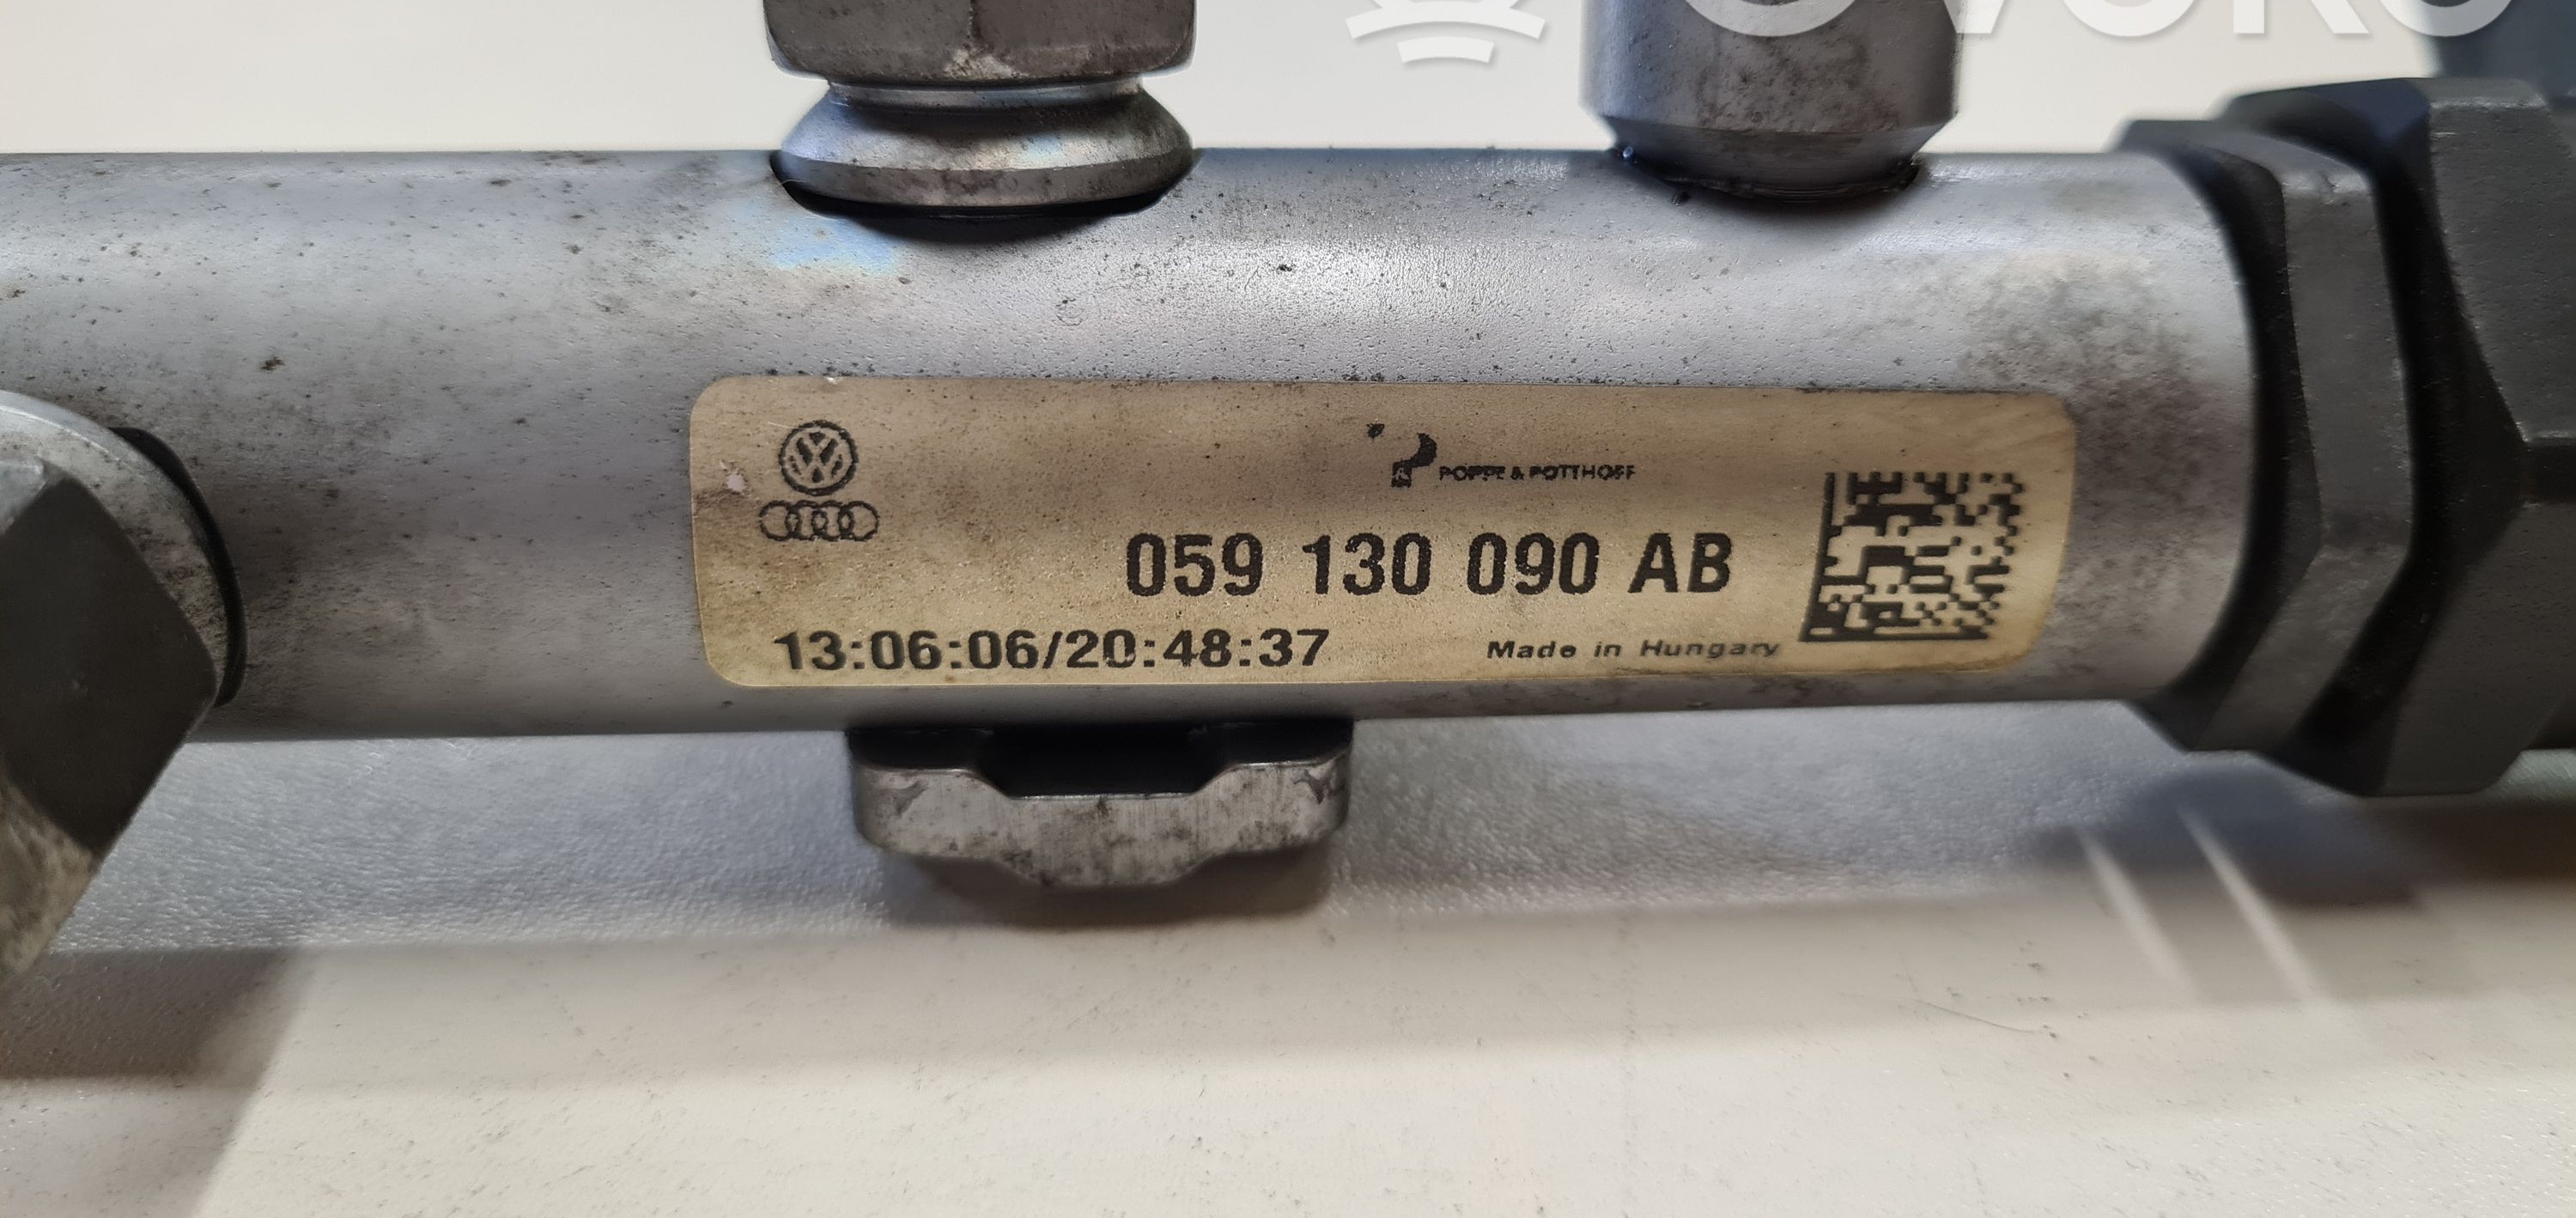 POPPE & POTTHOFF
059 130 090 AB
13:06:06/20:48:37
Made in Hungary